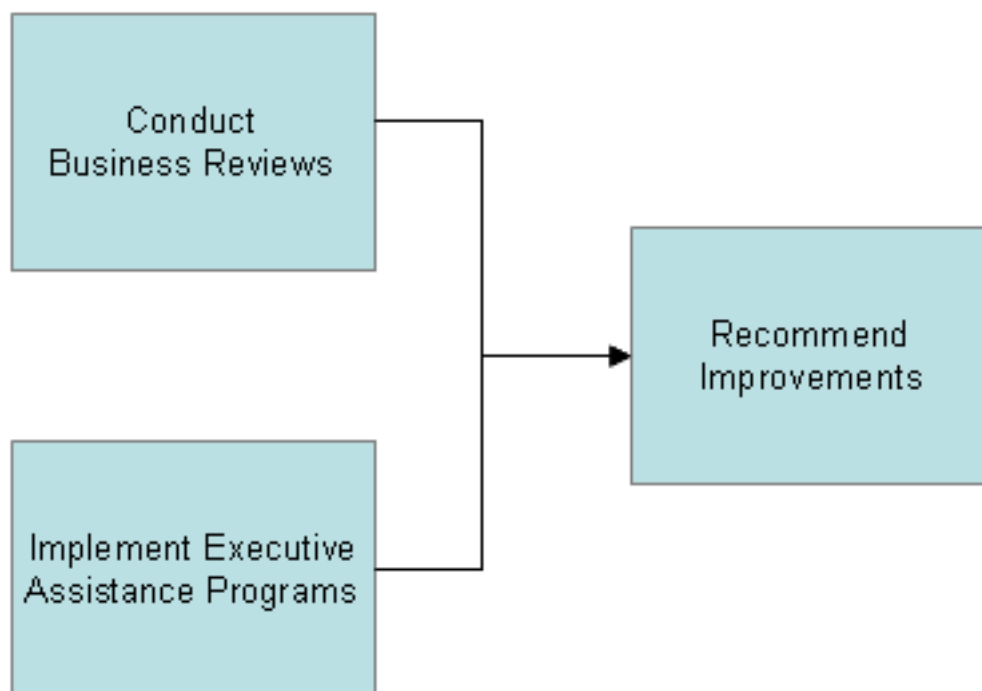 Conduct
Business Reviews
Recommend
Improvements
Implement Executive
Assistance Programs